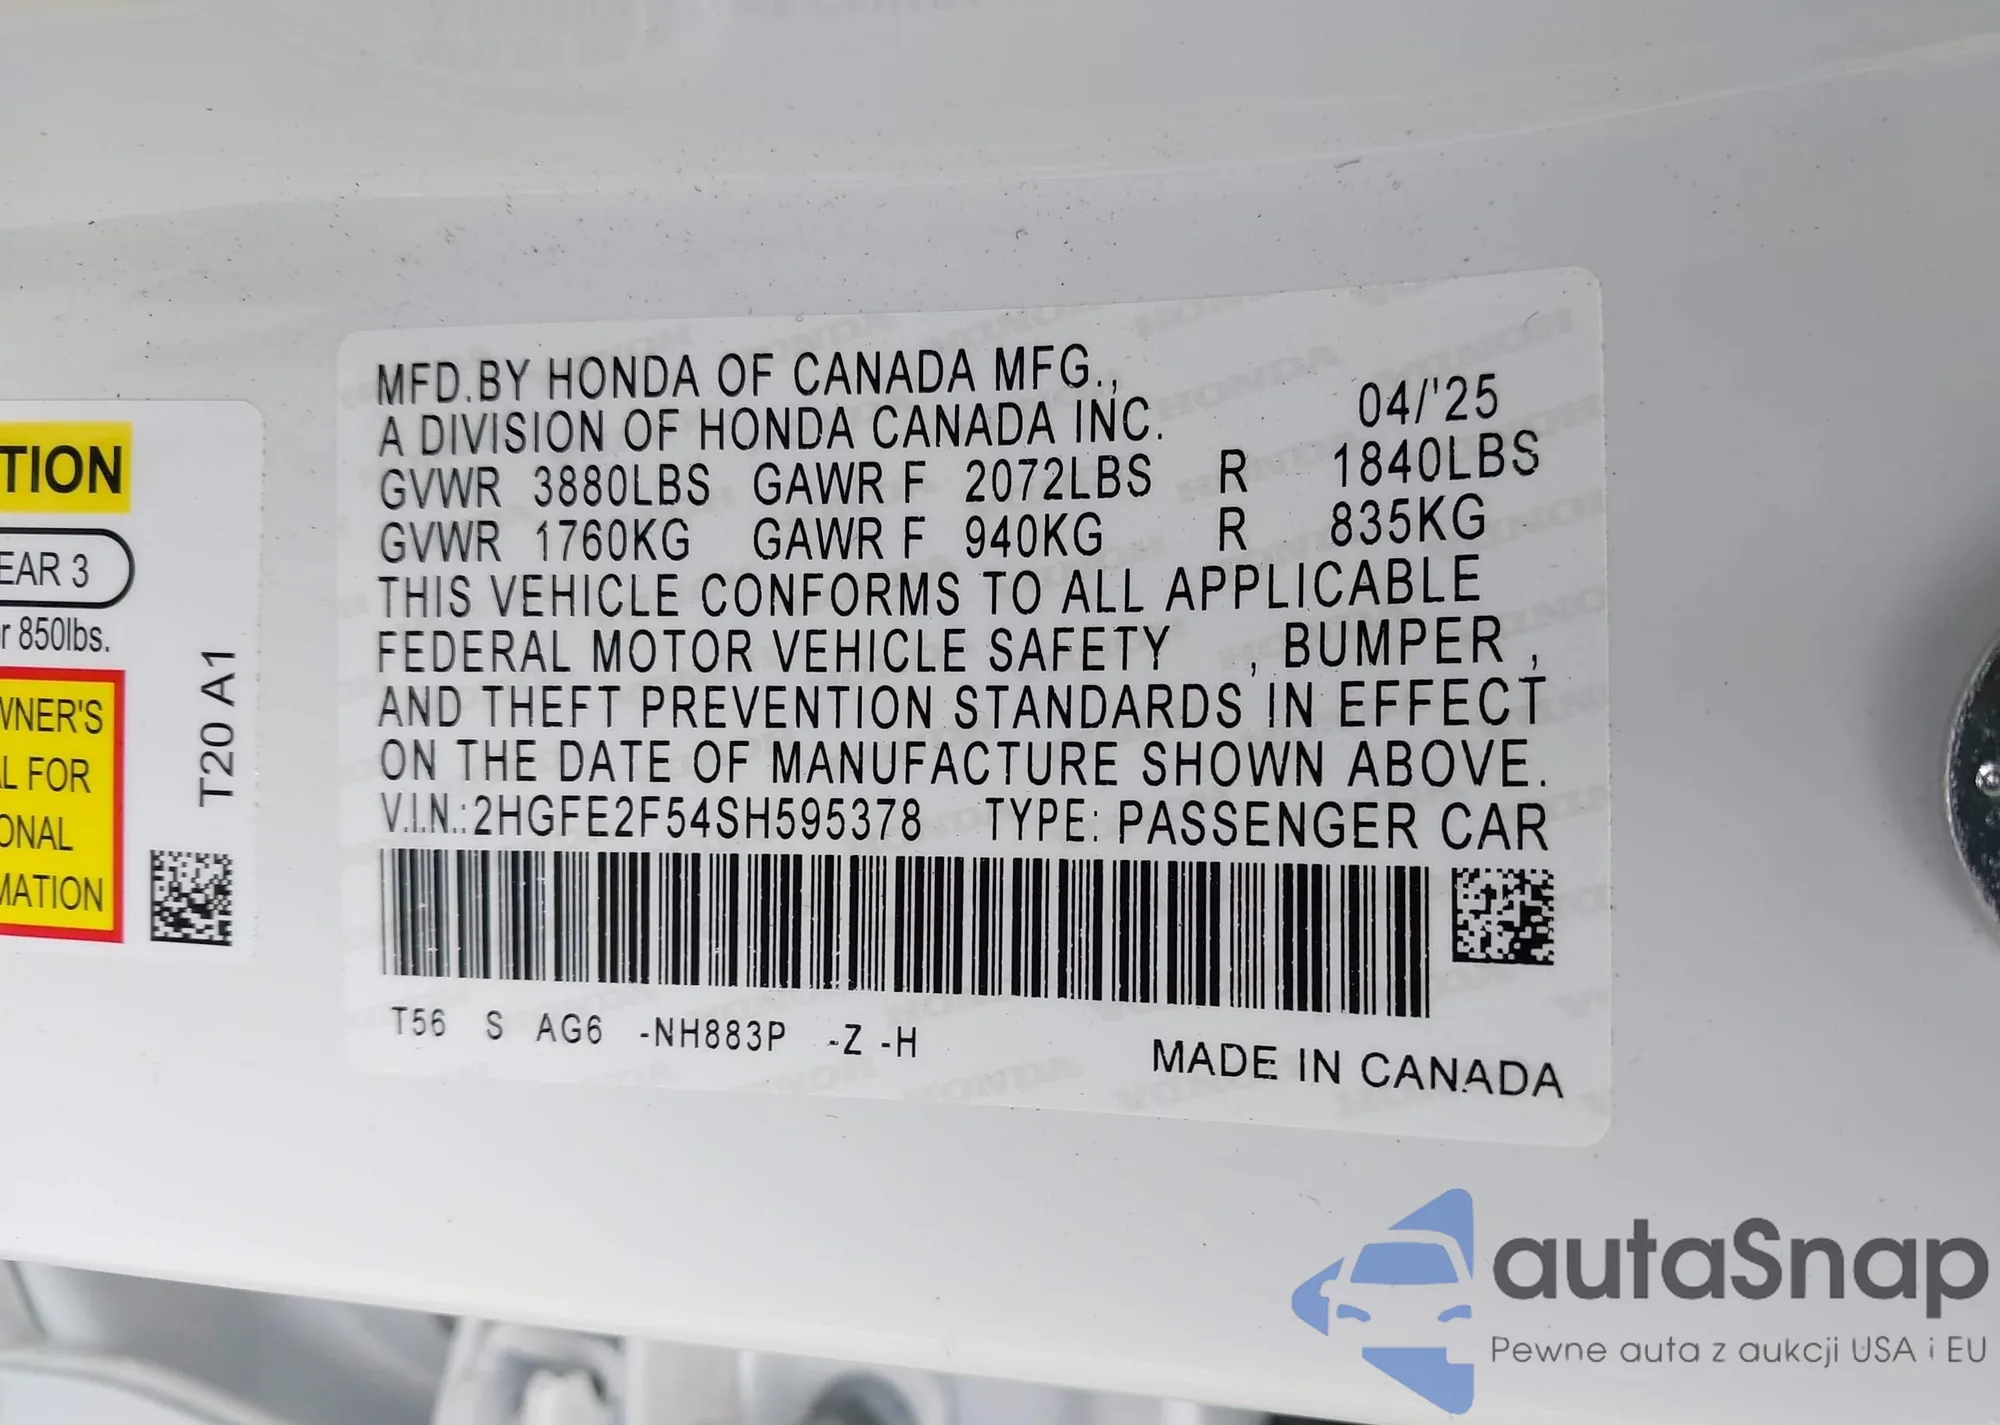 TION
EAR 3
r 850lbs.
WNER'S
L FOR
ONAL
MATION
T20 A1
MFD.BY HONDA OF CANADA MFG.,
A DIVISION OF HONDA CANADA INC. 04/'25
GVWR 3880LBS GAWR F 2072LBS R 1840LBS
GVWR 1760KG GAWR F 940KG R 835KG
THIS VEHICLE CONFORMS TO ALL APPLICABLE
FEDERAL MOTOR VEHICLE SAFETY , BUMPER ,
AND THEFT PREVENTION STANDARDS IN EFFECT
ON THE DATE OF MANUFACTURE SHOWN ABOVE.
V.I.N.:2HGFE2F54SH595378 TYPE: PASSENGER CAR
T56 S AG6 -NH883P -Z -H
MADE IN CANADA
autaSnap
Pewne auta z aukcji USA i EU